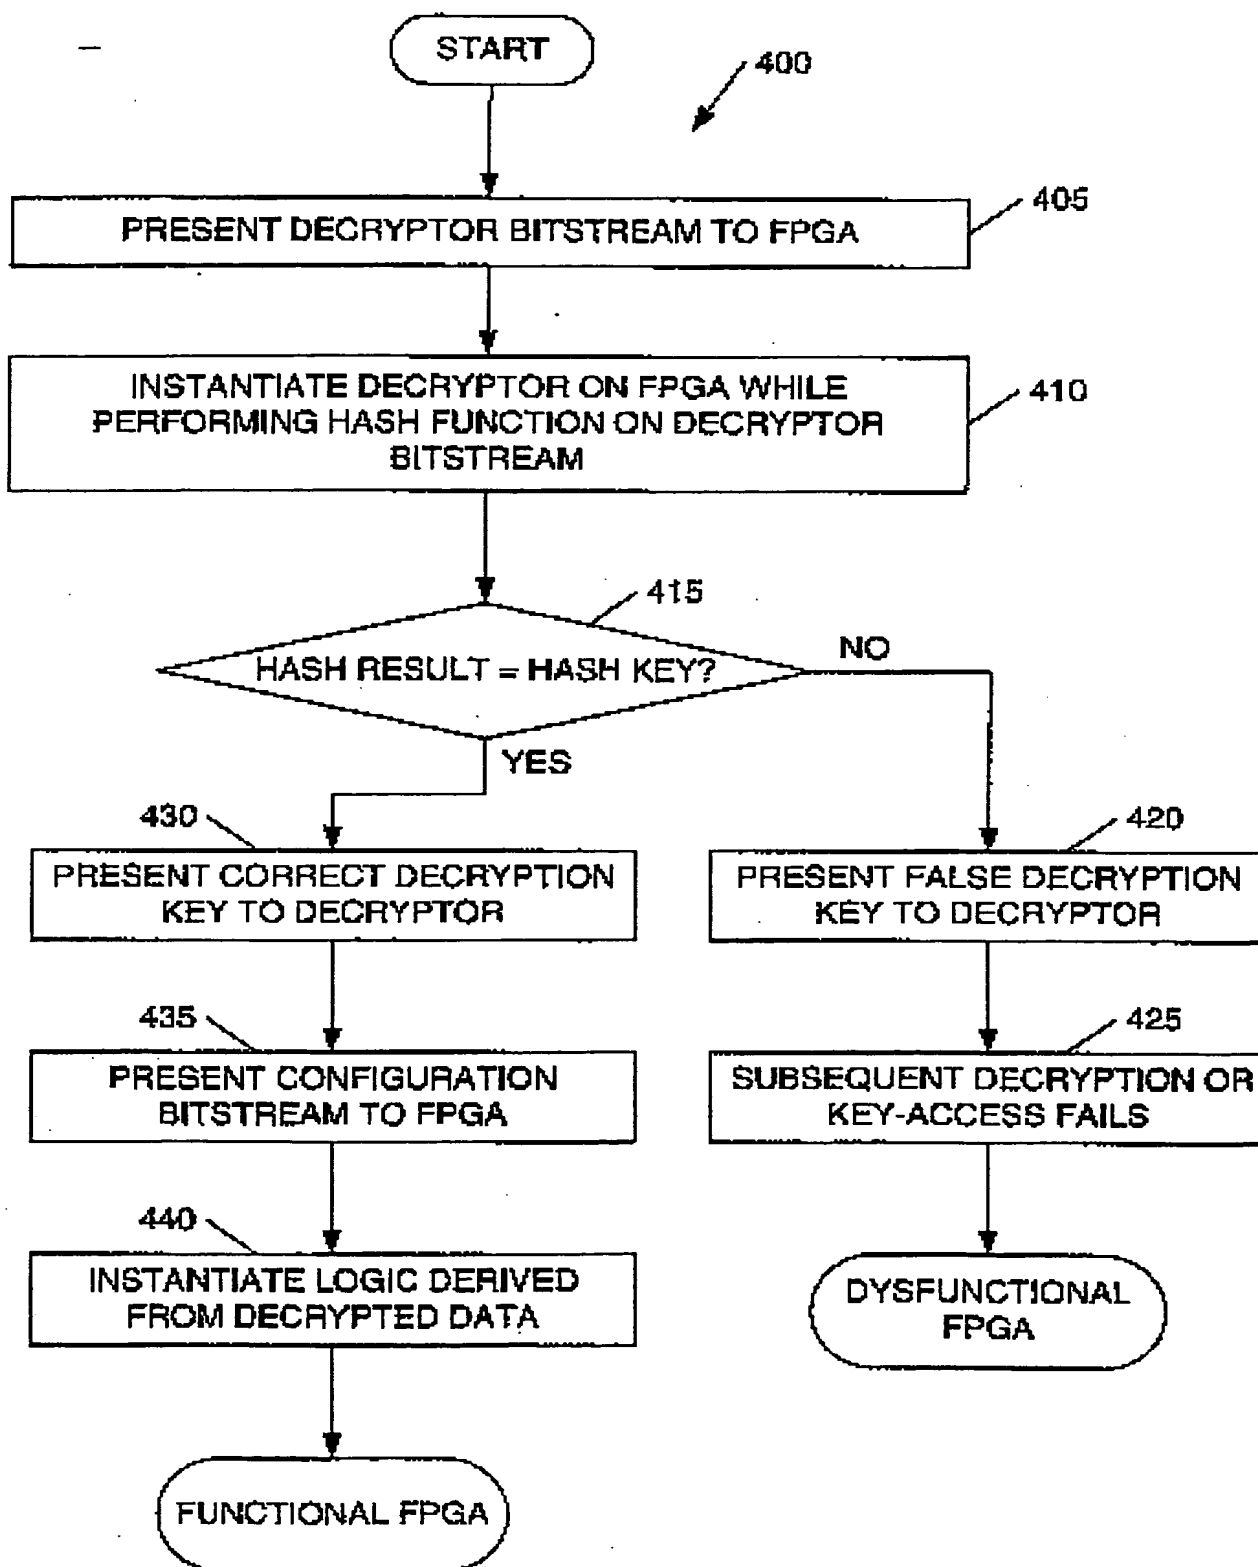 START
400
PRESENT DECRYPTOR BITSTREAM TO FPGA
405
INSTANTIATE DECRYPTOR ON FPGA WHILE
PERFORMING HASH FUNCTION ON DECRYPTOR
BITSTREAM
410
415
HASH RESULT = HASH KEY?
NO
YES
430
PRESENT CORRECT DECRYPTION
KEY TO DECRYPTOR
420
PRESENT FALSE DECRYPTION
KEY TO DECRYPTOR
435
PRESENT CONFIGURATION
BITSTREAM TO FPGA
425
SUBSEQUENT DECRYPTION OR
KEY-ACCESS FAILS
440
INSTANTIATE LOGIC DERIVED
FROM DECRYPTED DATA
DYSFUNCTIONAL
FPGA
FUNCTIONAL FPGA